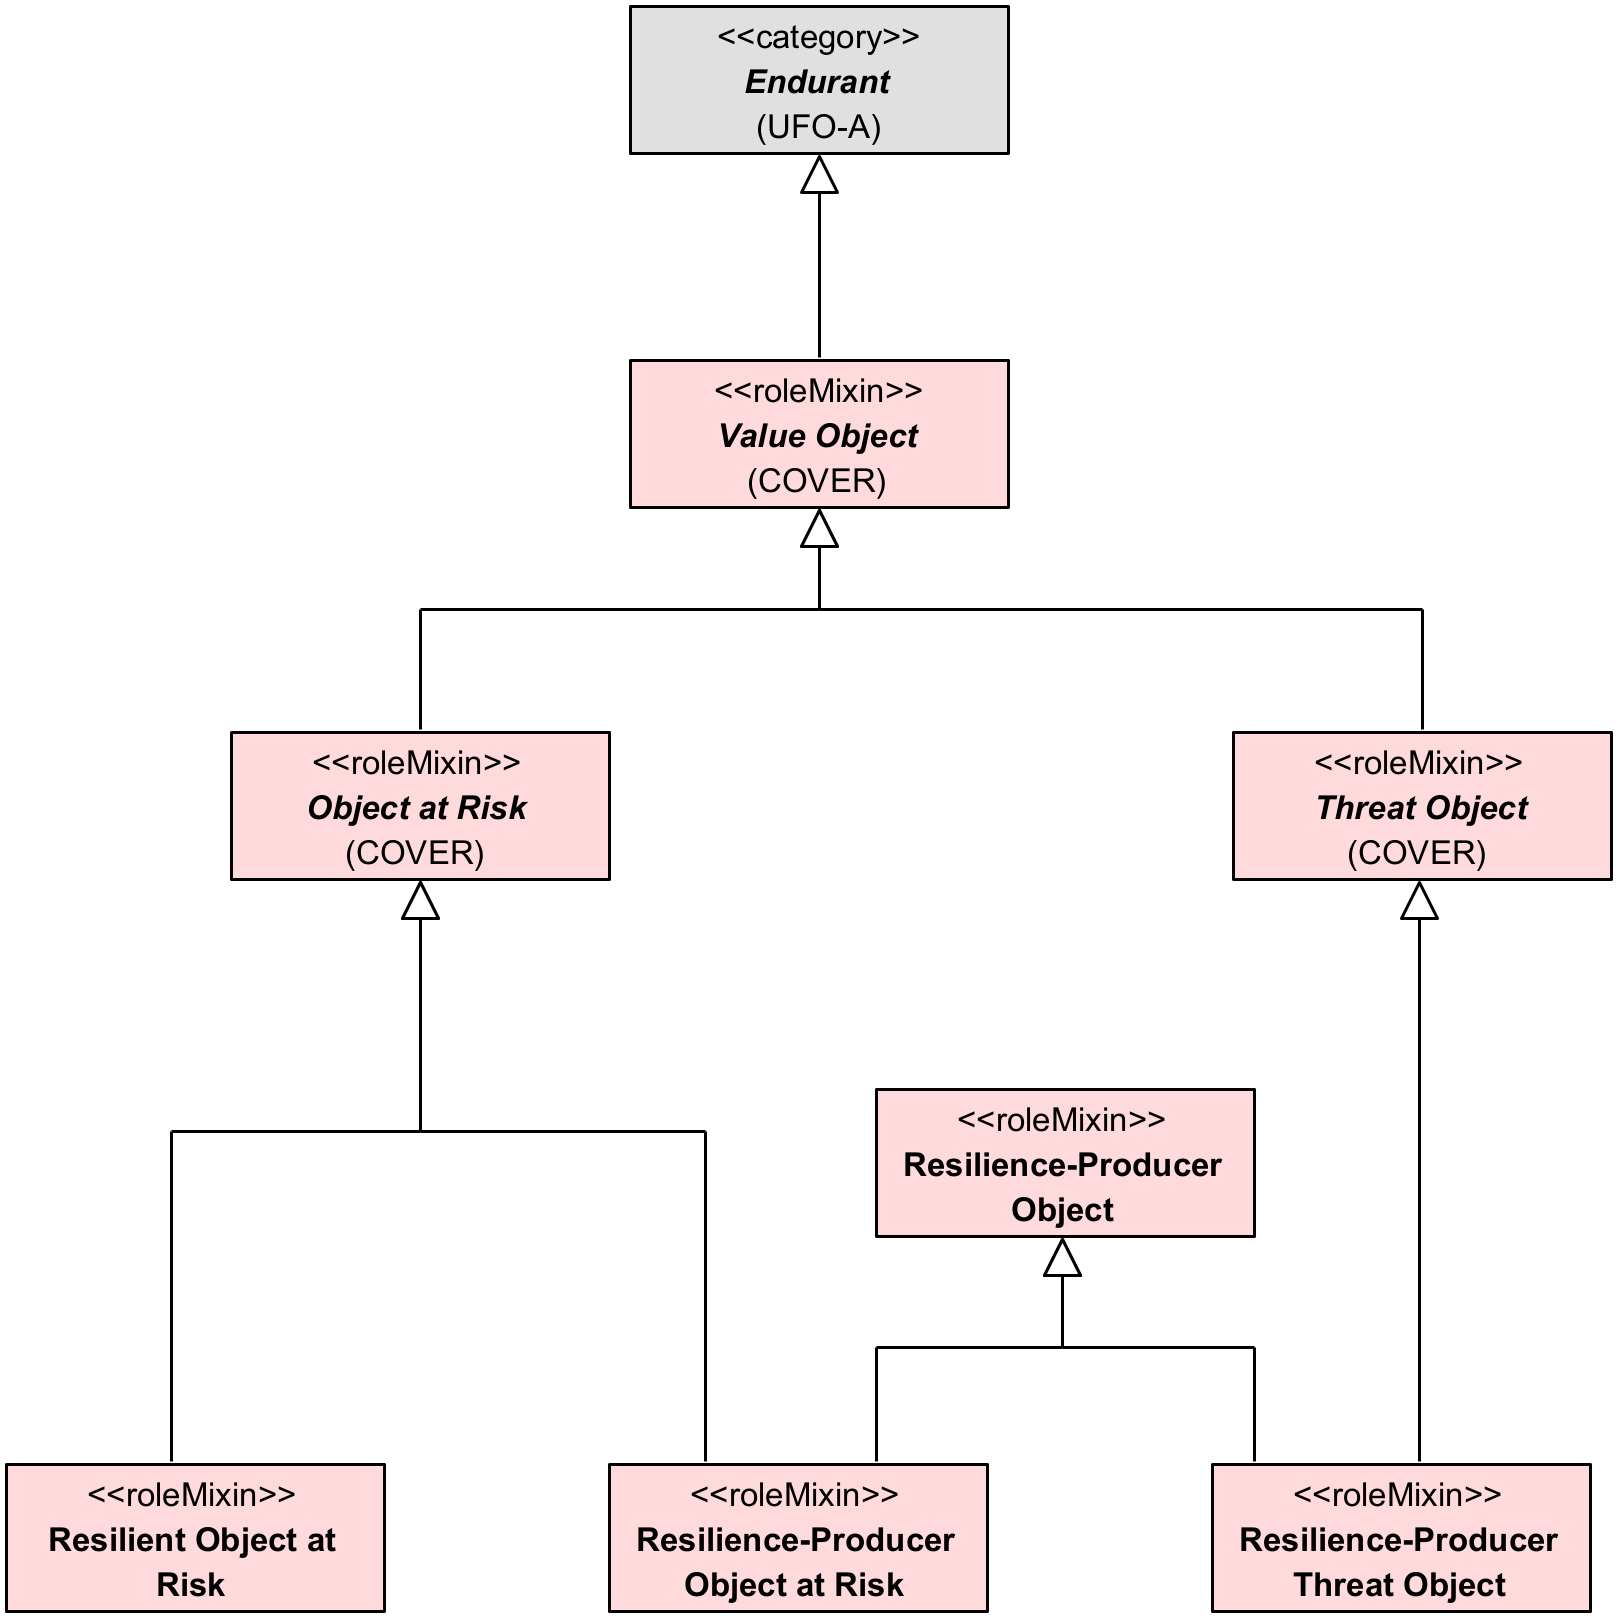 <<category>>
Endurant
(UFO-A)
<<roleMixin>>
Value Object
(COVER)
<<roleMixin>>
Object at Risk
(COVER)
<<roleMixin>>
Threat Object
(COVER)
<<roleMixin>>
Resilience-Producer
Object
<<roleMixin>>
Resilient Object at
Risk
<<roleMixin>>
Resilience-Producer
Object at Risk
<<roleMixin>>
Resilience-Producer
Threat Object